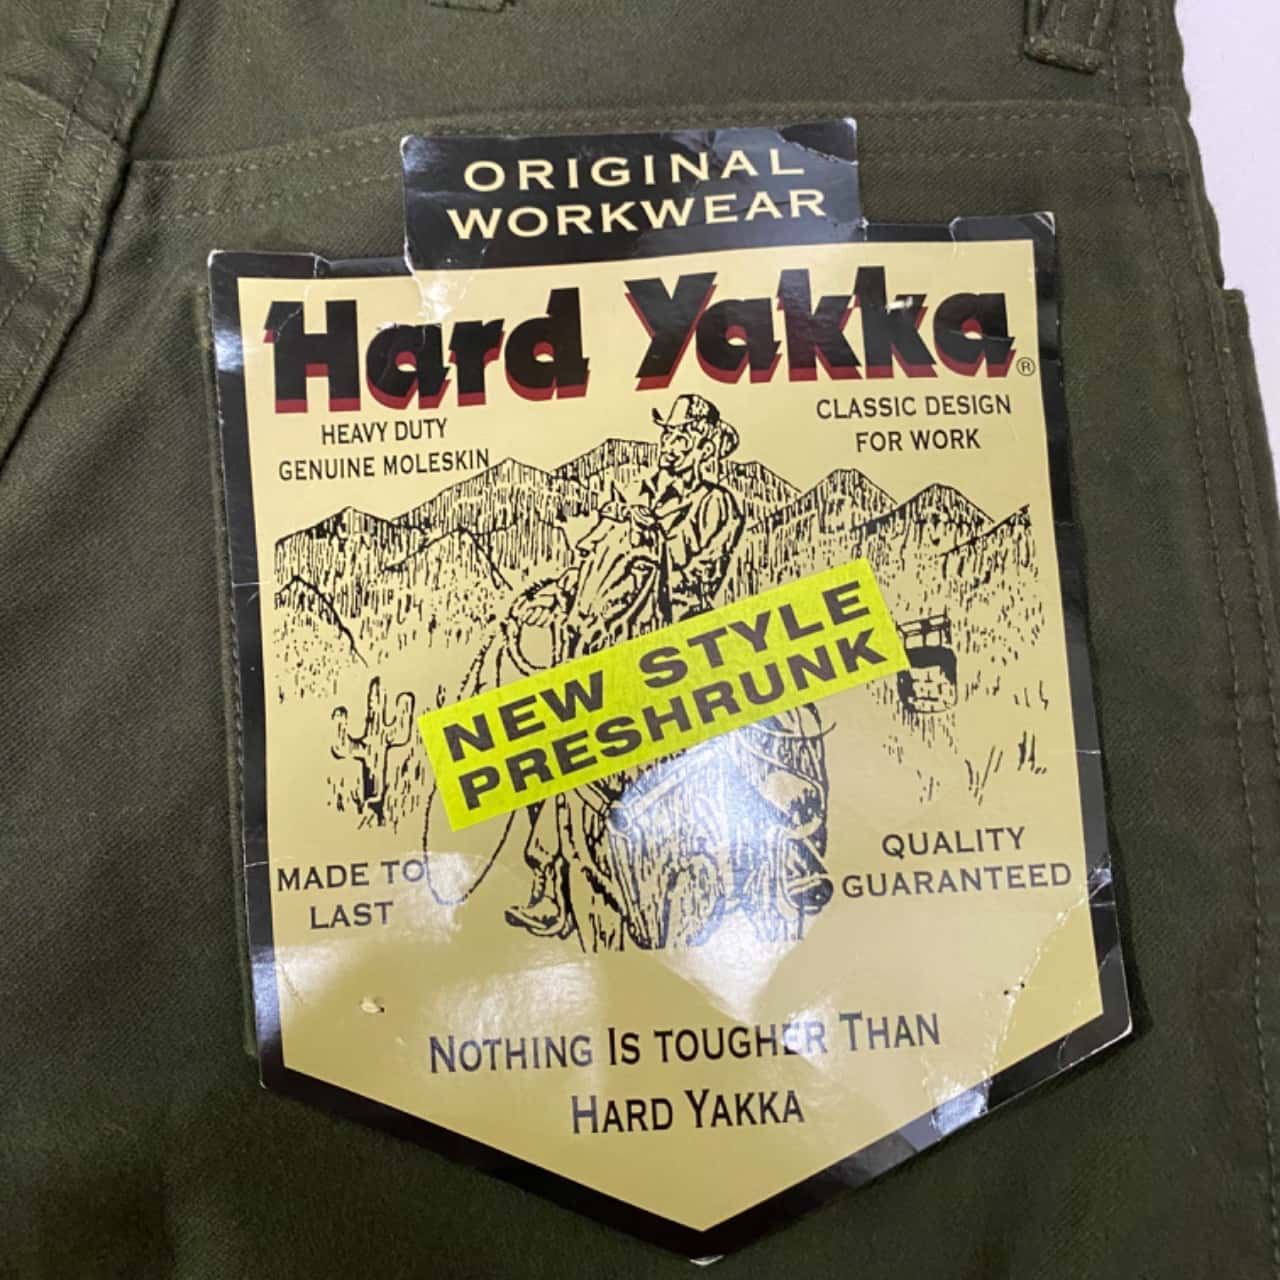 ORIGINAL
WORKWEAR
Hard Yakka®
HEAVY DUTY
GENUINE MOLESKIN
CLASSIC DESIGN
FOR WORK
NEW STYLE
PRESHRUNK
MADE TO
LAST
QUALITY
GUARANTEED
NOTHING IS TOUGHER THAN
HARD YAKKA